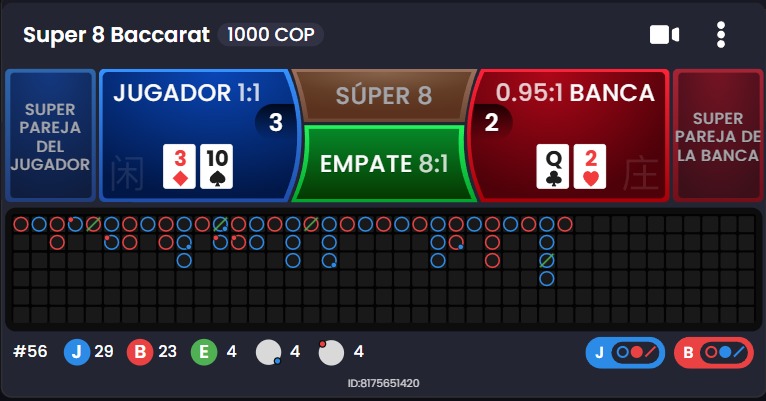 Super 8 Baccarat 1000 COP
SUPER
PAREJA
DEL
JUGADOR
JUGADOR 1:1
3
3
10
闲
SÚPER 8
EMPATE 8:1
0.95:1 BANCA
2
Q
2
庄
SUPER
PAREJA DE
LA BANCA
#56 J 29 B 23 E 4 4 4
J
B
ID:8175651420